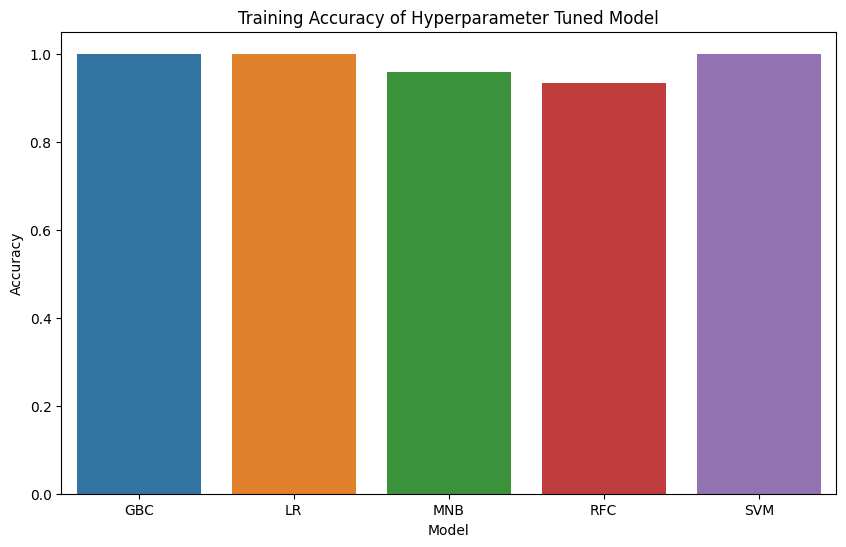 Training Accuracy of Hyperparameter Tuned Model
1.0
0.8
0.6
0.4
0.2
0.0
Accuracy
GBC LR MNB RFC SVM
Model